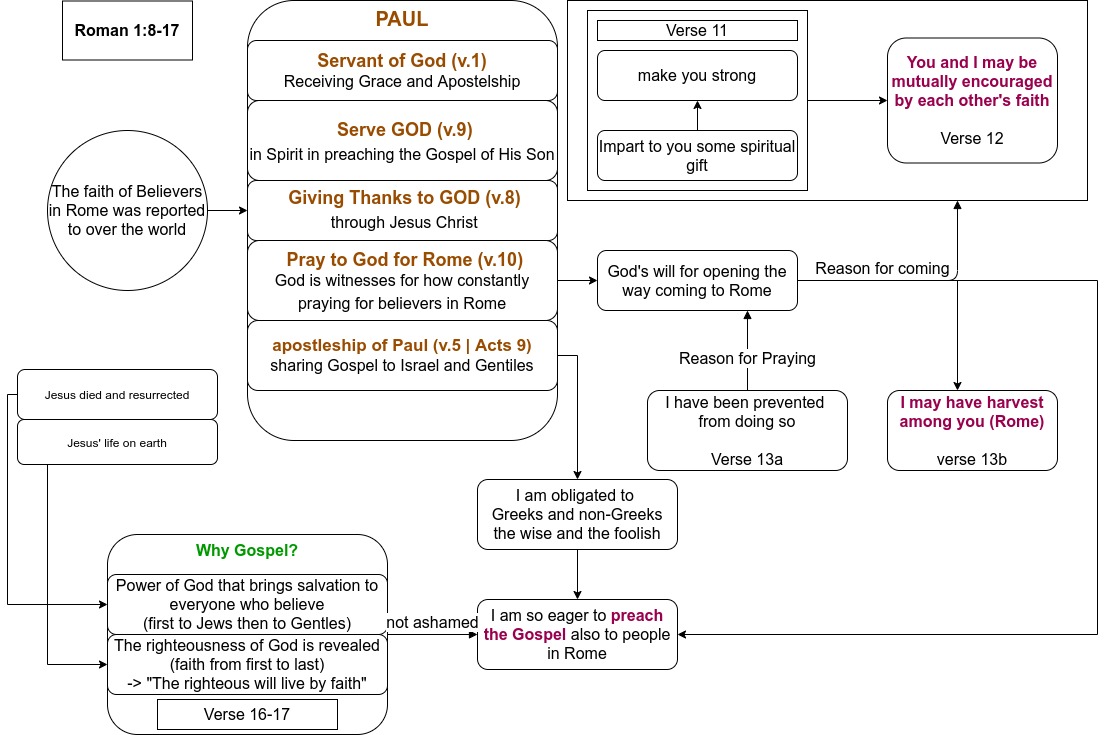 Roman 1:8-17
PAUL
Servant of God (v.1)
Receiving Grace and Apostelship
Serve GOD (v.9)
in Spirit in preaching the Gospel of His Son
Giving Thanks to GOD (v.8)
through Jesus Christ
Pray to God for Rome (v.10)
God is witnesses for how constantly
praying for believers in Rome
apostleship of Paul (v.5 | Acts 9)
sharing Gospel to Israel and Gentiles
The faith of Believers
in Rome was reported
to over the world
Verse 11
make you strong
Impart to you some spiritual
gift
You and I may be
mutually encouraged
by each other's faith
Verse 12
God's will for opening the
way coming to Rome
Reason for coming
Reason for Praying
I have been prevented
from doing so
Verse 13a
I may have harvest
among you (Rome)
verse 13b
Jesus died and resurrected
Jesus' life on earth
I am obligated to
Greeks and non-Greeks
the wise and the foolish
Why Gospel?
Power of God that brings salvation to
everyone who believe
(first to Jews then to Gentles)
The righteousness of God is revealed
(faith from first to last)
-> "The righteous will live by faith"
Verse 16-17
not ashamed
I am so eager to preach
the Gospel also to people
in Rome